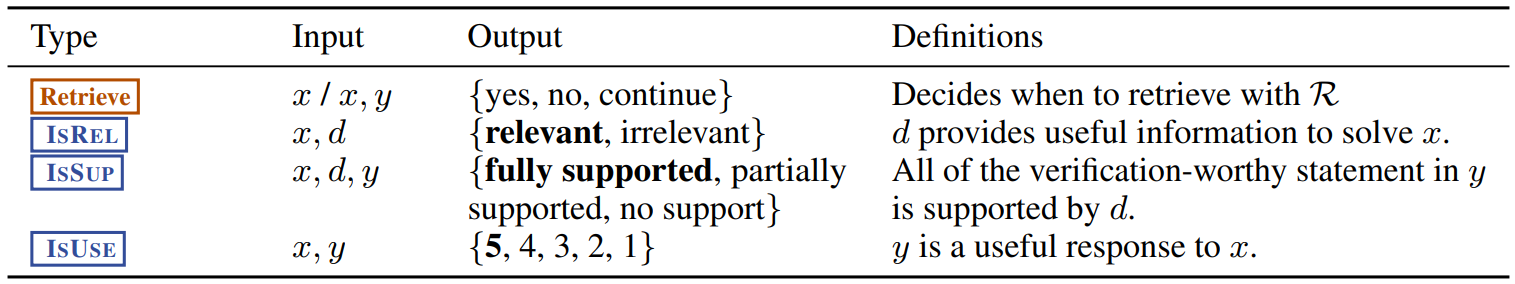 Type Input Output Definitions
Retrieve x / x, y {yes, no, continue} Decides when to retrieve with R
ISREL x, d {relevant, irrelevant} d provides useful information to solve x.
ISSUP x, d, y {fully supported, partially All of the verification-worthy statement in y
supported, no support} is supported by d.
ISUSE x, y {5, 4, 3, 2, 1} y is a useful response to x.